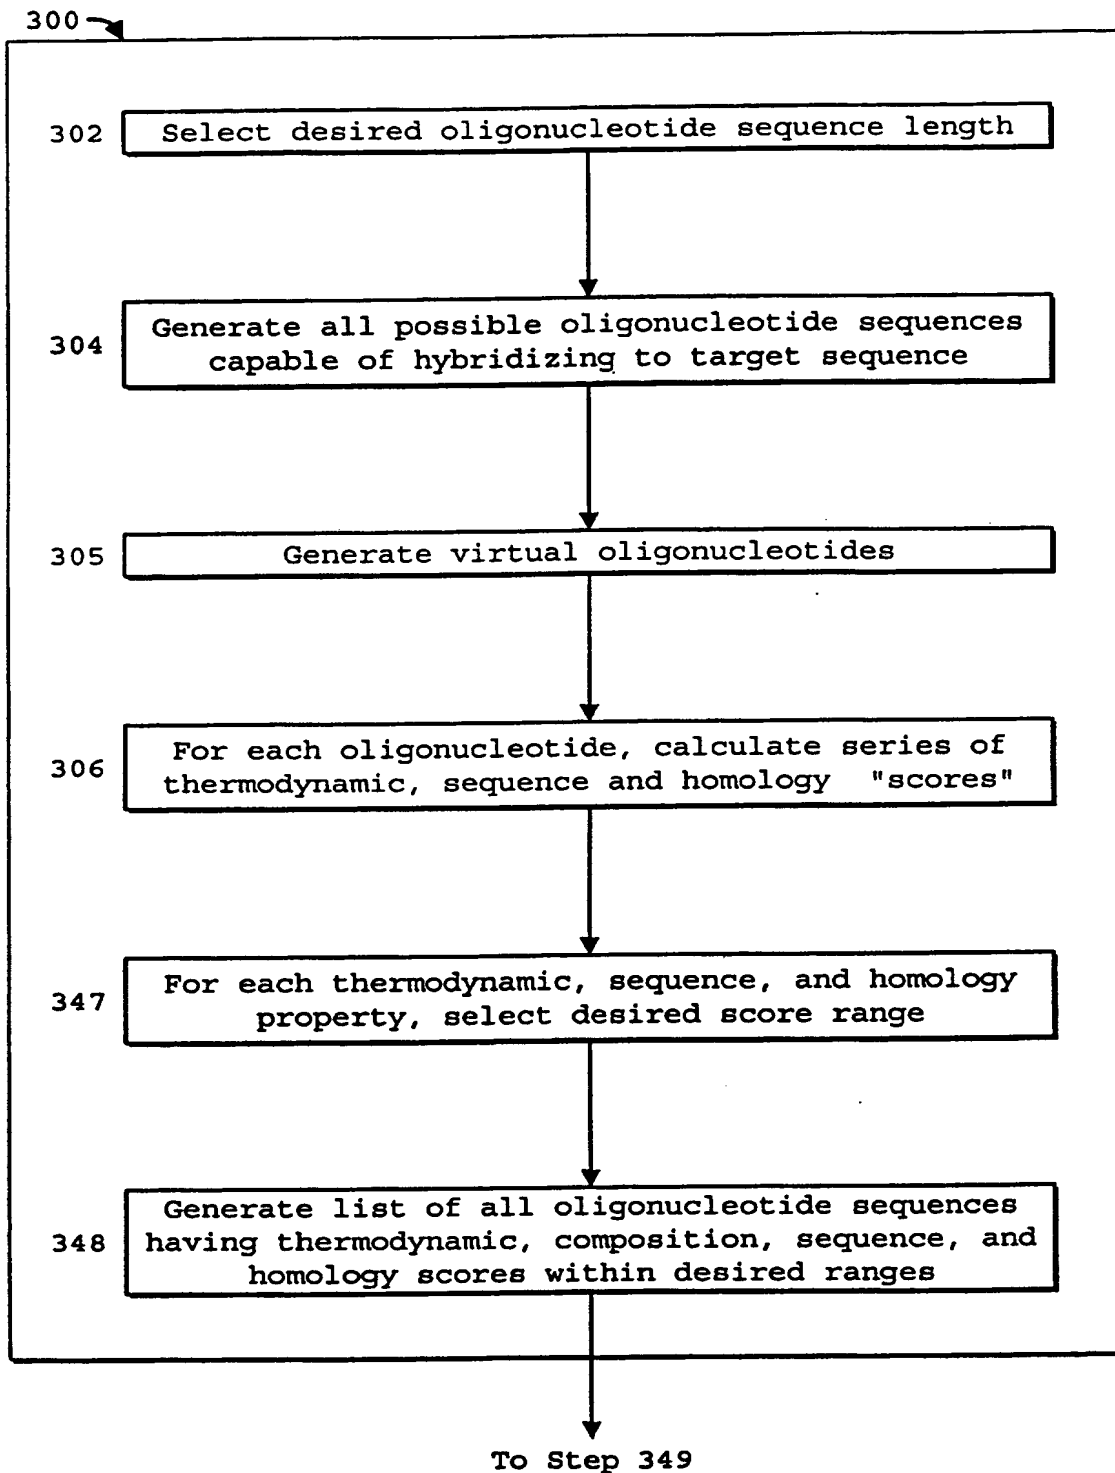 300
302
Select desired oligonucleotide sequence length
304
Generate all possible oligonucleotide sequences
capable of hybridizing to target sequence
305
Generate virtual oligonucleotides
306
For each oligonucleotide, calculate series of
thermodynamic, sequence and homology "scores"
347
For each thermodynamic, sequence, and homology
property, select desired score range
348
Generate list of all oligonucleotide sequences
having thermodynamic, composition, sequence, and
homology scores within desired ranges
To Step 349